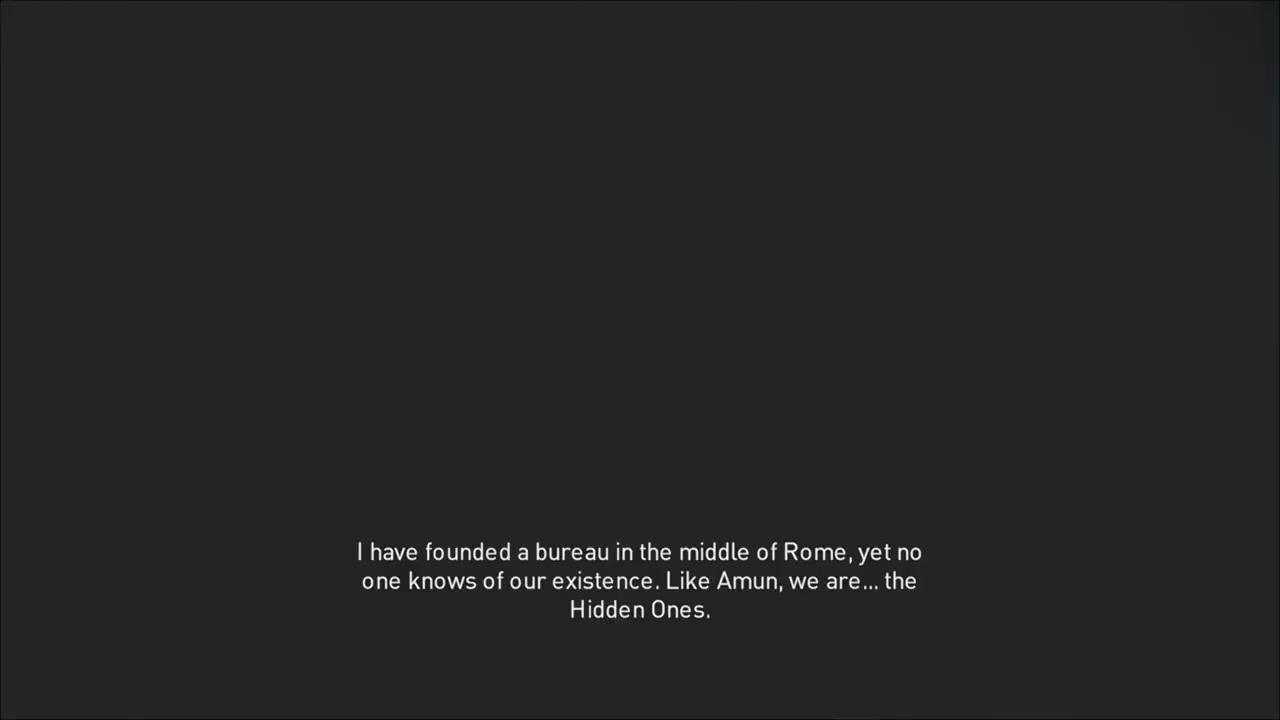 I have founded a bureau in the middle of Rome, yet no
one knows of our existence. Like Amun, we are... the
Hidden Ones.